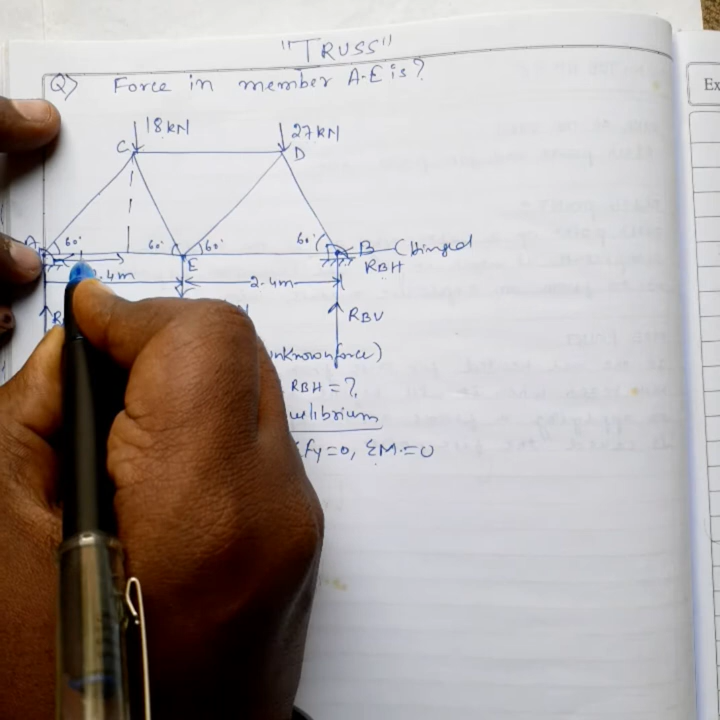 "TRUSS"
Q) Force in member A-E is?
18kN
27kN
C
D
A
60°
60°
60°
60°
B (hinged
E
RBH
.4m
2.4m
RBV
unknown force)
RBH = ?
uilibrium
Fy=0, ΣM=0
Ex